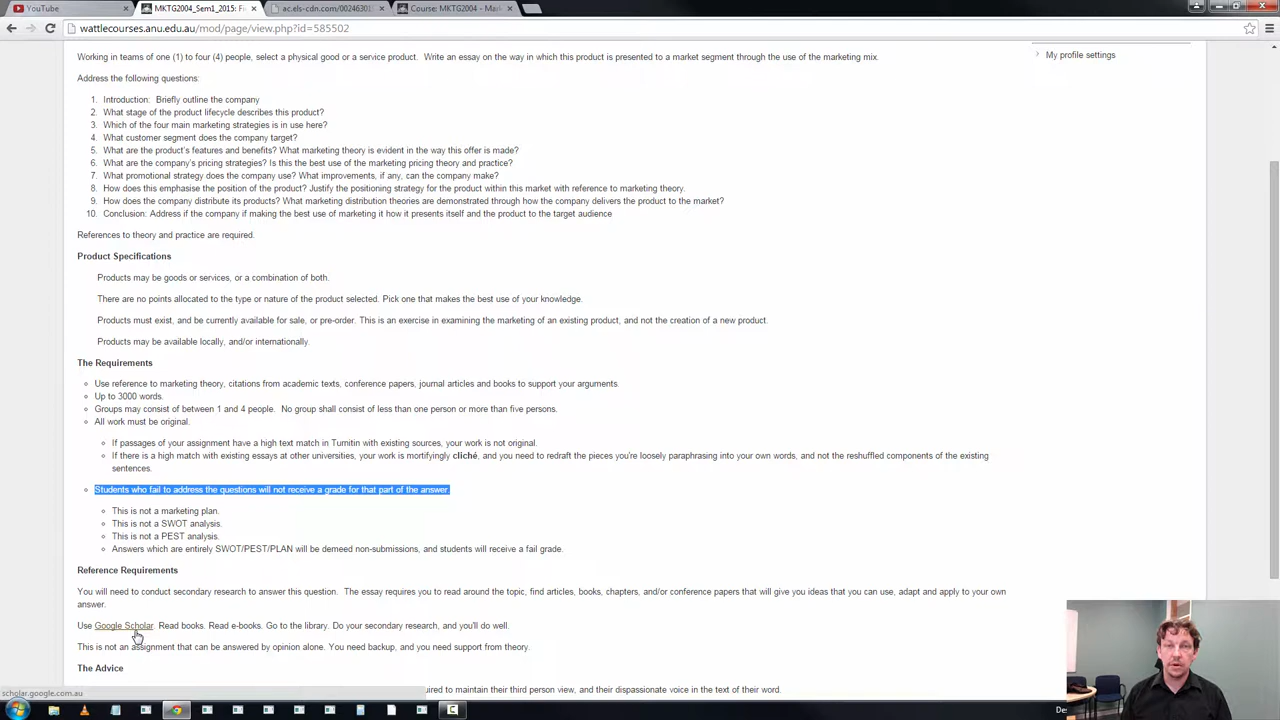 YouTube
MKTG2004_Sem1_2015: Fi
ac.els-cdn.com/00246301
Course: MKTG2004 - Mark
wattlecourses.anu.edu.au/mod/page/view.php?id=585502
Working in teams of one (1) to four (4) people, select a physical good or a service product. Write an essay on the way in which this product is presented to a market segment through the use of the marketing mix.
My profile settings
Address the following questions:
1. Introduction: Briefly outline the company
2. What stage of the product lifecycle describes this product?
3. Which of the four main marketing strategies is in use here?
4. What customer segment does the company target?
5. What are the product's features and benefits? What marketing theory is evident in the way this offer is made?
6. What are the company's pricing strategies? Is this the best use of the marketing pricing theory and practice?
7. What promotional strategy does the company use? What improvements, if any, can the company make?
8. How does this emphasise the position of the product? Justify the positioning strategy for the product within this market with reference to marketing theory.
9. How does the company distribute its products? What marketing distribution theories are demonstrated through how the company delivers the product to the market?
10. Conclusion: Address if the company if making the best use of marketing it how it presents itself and the product to the target audience
References to theory and practice are required.
Product Specifications
Products may be goods or services, or a combination of both.
There are no points allocated to the type or nature of the product selected. Pick one that makes the best use of your knowledge.
Products must exist, and be currently available for sale, or pre-order. This is an exercise in examining the marketing of an existing product, and not the creation of a new product.
Products may be available locally, and/or internationally.
The Requirements
Use reference to marketing theory, citations from academic texts, conference papers, journal articles and books to support your arguments
Up to 3000 words.
Groups may consist of between 1 and 4 people. No group shall consist of less than one person or more than five persons.
All work must be original.
If passages of your assignment have a high text match in Turnitin with existing sources, your work is not original.
If there is a high match with existing essays at other universities, your work is mortifyingly cliché, and you need to redraft the pieces you're loosely paraphrasing into your own words, and not the reshuffled components of the existing
sentences.
Students who fail to address the questions will not receive a grade for that part of the answer.
This is not a marketing plan.
This is not a SWOT analysis.
This is not a PEST analysis.
Answers which are entirely SWOT/PEST/PLAN will be demeed non-submissions, and students will receive a fail grade.
Reference Requirements
You will need to conduct secondary research to answer this question. The essay requires you to read around the topic, find articles, books, chapters, and/or conference papers that will give you ideas that you can use, adapt and apply to your own
answer.
Use Google Scholar. Read books. Read e-books. Go to the library. Do your secondary research, and you'll do well.
This is not an assignment that can be answered by opinion alone. You need backup, and you need support from theory.
The Advice
uired to maintain their third person view, and their dispassionate voice in the text of their word.
scholar.google.com.au